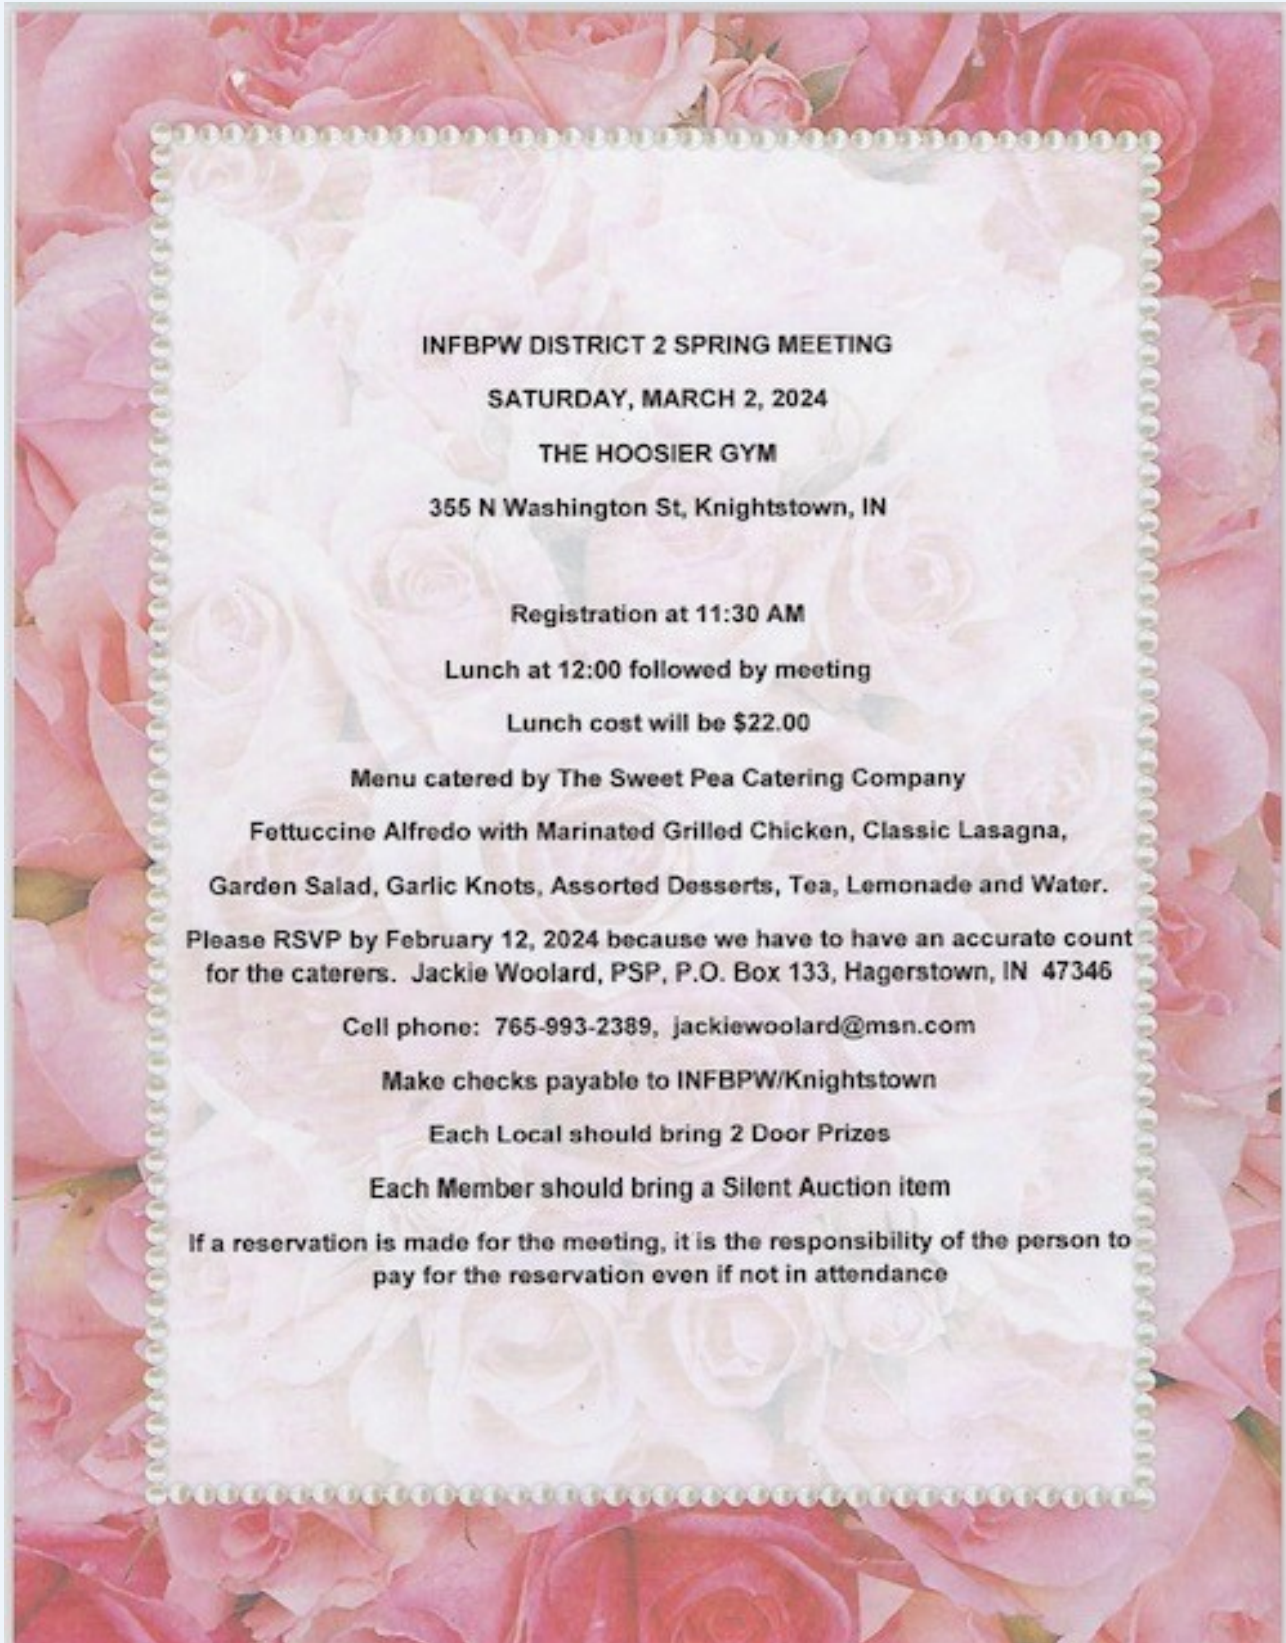 INFBPW DISTRICT 2 SPRING MEETING
SATURDAY, MARCH 2, 2024
THE HOOSIER GYM
355 N Washington St, Knightstown, IN
Registration at 11:30 AM
Lunch at 12:00 followed by meeting
Lunch cost will be $22.00
Menu catered by The Sweet Pea Catering Company
Fettuccine Alfredo with Marinated Grilled Chicken, Classic Lasagna,
Garden Salad, Garlic Knots, Assorted Desserts, Tea, Lemonade and Water.
Please RSVP by February 12, 2024 because we have to have an accurate count
for the caterers.  Jackie Woolard, PSP, P.O. Box 133, Hagerstown, IN  47346
Cell phone:  765-993-2389,  jackiewoolard@msn.com
Make checks payable to INFBPW/Knightstown
Each Local should bring 2 Door Prizes
Each Member should bring a Silent Auction item
If a reservation is made for the meeting, it is the responsibility of the person to
pay for the reservation even if not in attendance